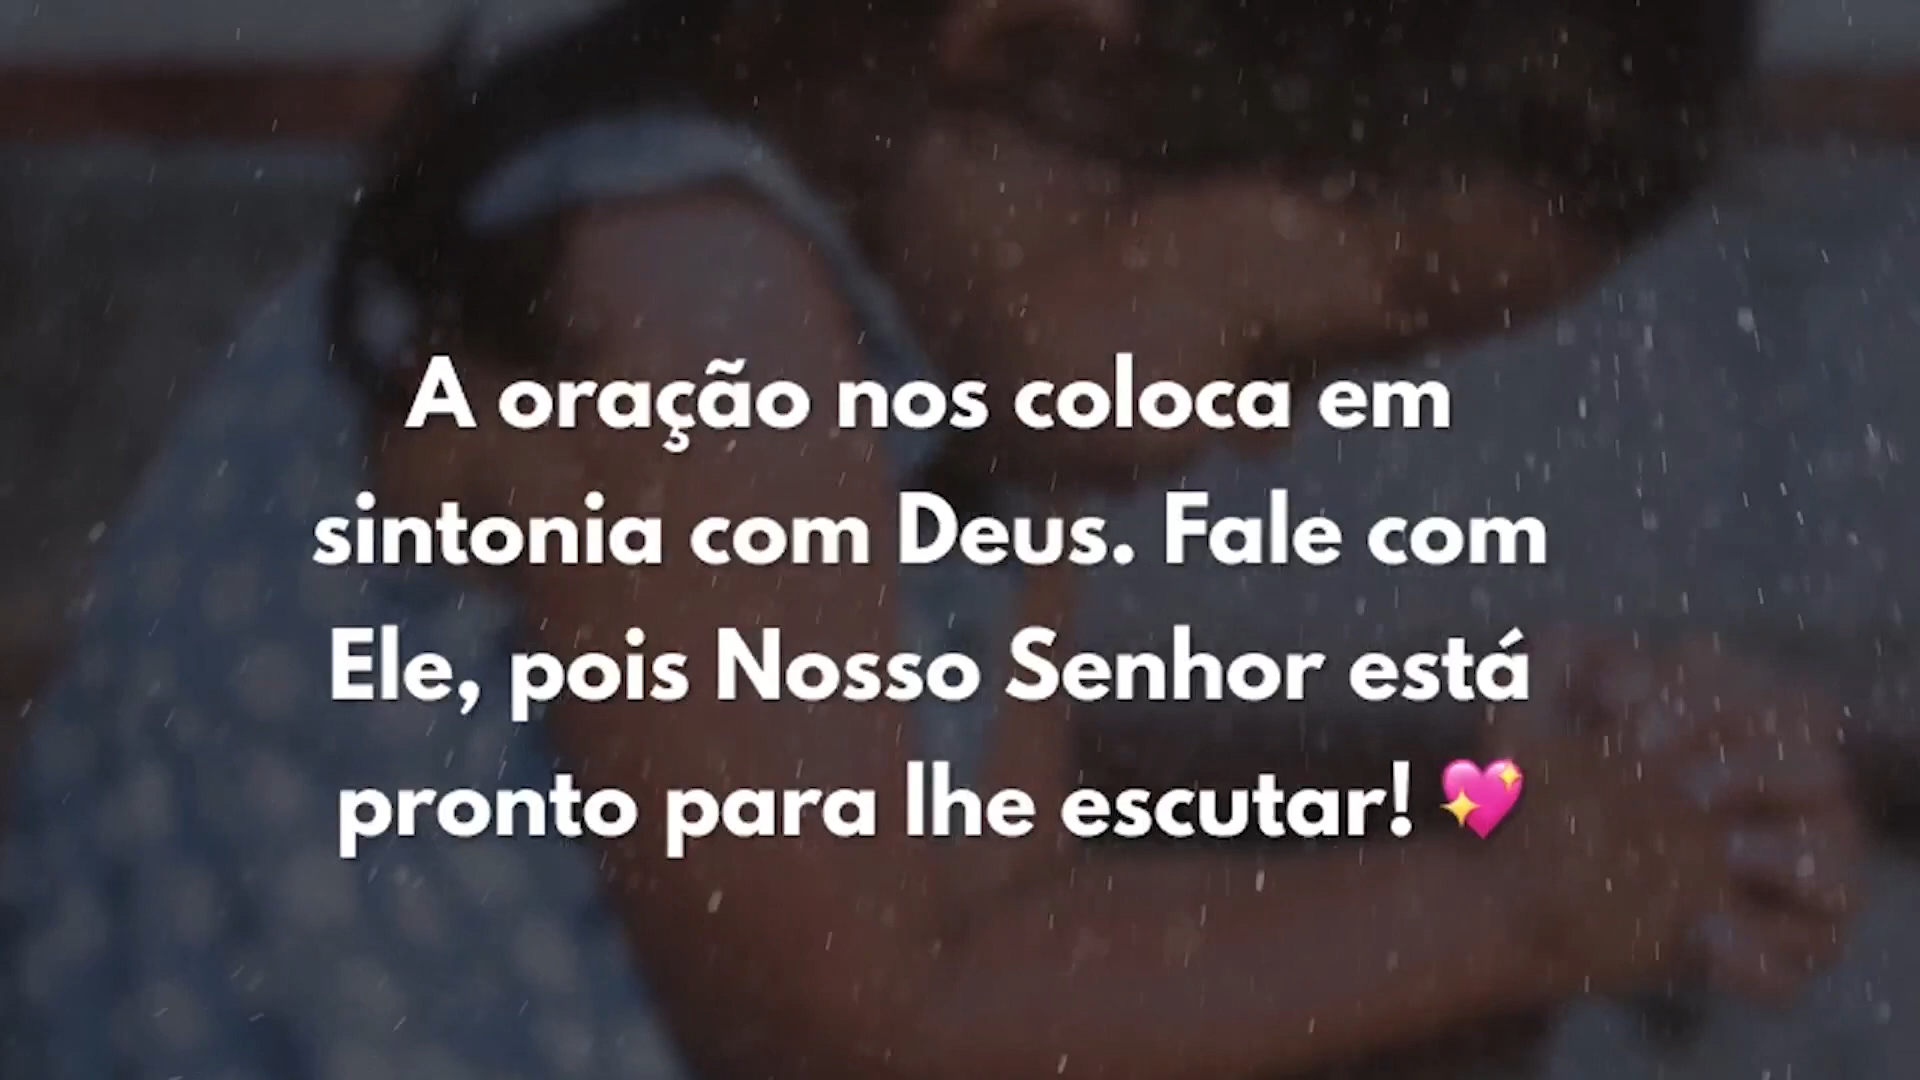 A oração nos coloca em
sintonia com Deus. Fale com
Ele, pois Nosso Senhor está
pronto para lhe escutar! 💖